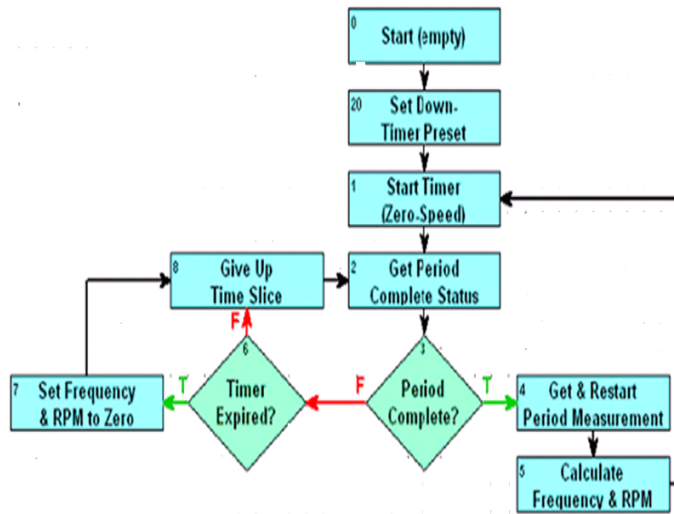 0
Start (empty)
20
Set Down-
Timer Preset
1
Start Timer
(Zero-Speed)
8
Give Up
Time Slice
2
Get Period
Complete Status
F
6
Timer
Expired?
3
Period
Complete?
7
Set Frequency
& RPM to Zero
T
F
T
4
Get & Restart
Period Measurement
5
Calculate
Frequency & RPM